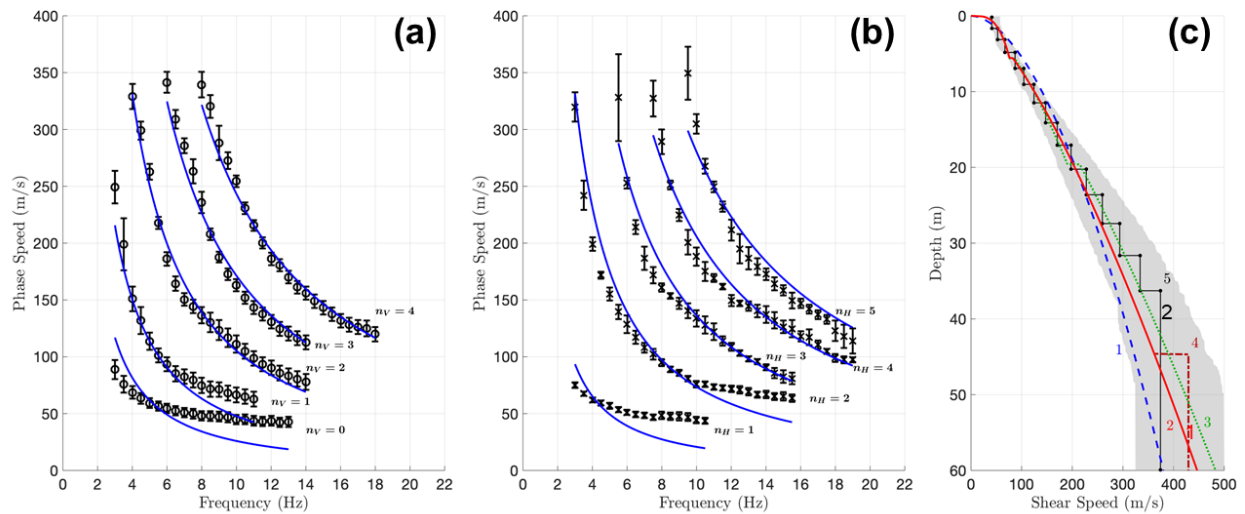 (a)
400
350
300
250
200
150
100
50
0
Phase Speed (m/s)
0 2 4 6 8 10 12 14 16 18 20 22
Frequency (Hz)
n_V = 4
n_V = 3
n_V = 2
n_V = 1
n_V = 0
(b)
400
350
300
250
200
150
100
50
0
Phase Speed (m/s)
0 2 4 6 8 10 12 14 16 18 20 22
Frequency (Hz)
n_H = 5
n_H = 4
n_H = 3
n_H = 2
n_H = 1
(c)
0
10
20
30
40
50
60
Depth (m)
0 100 200 300 400 500
Shear Speed (m/s)
5
2
1
4
2
3